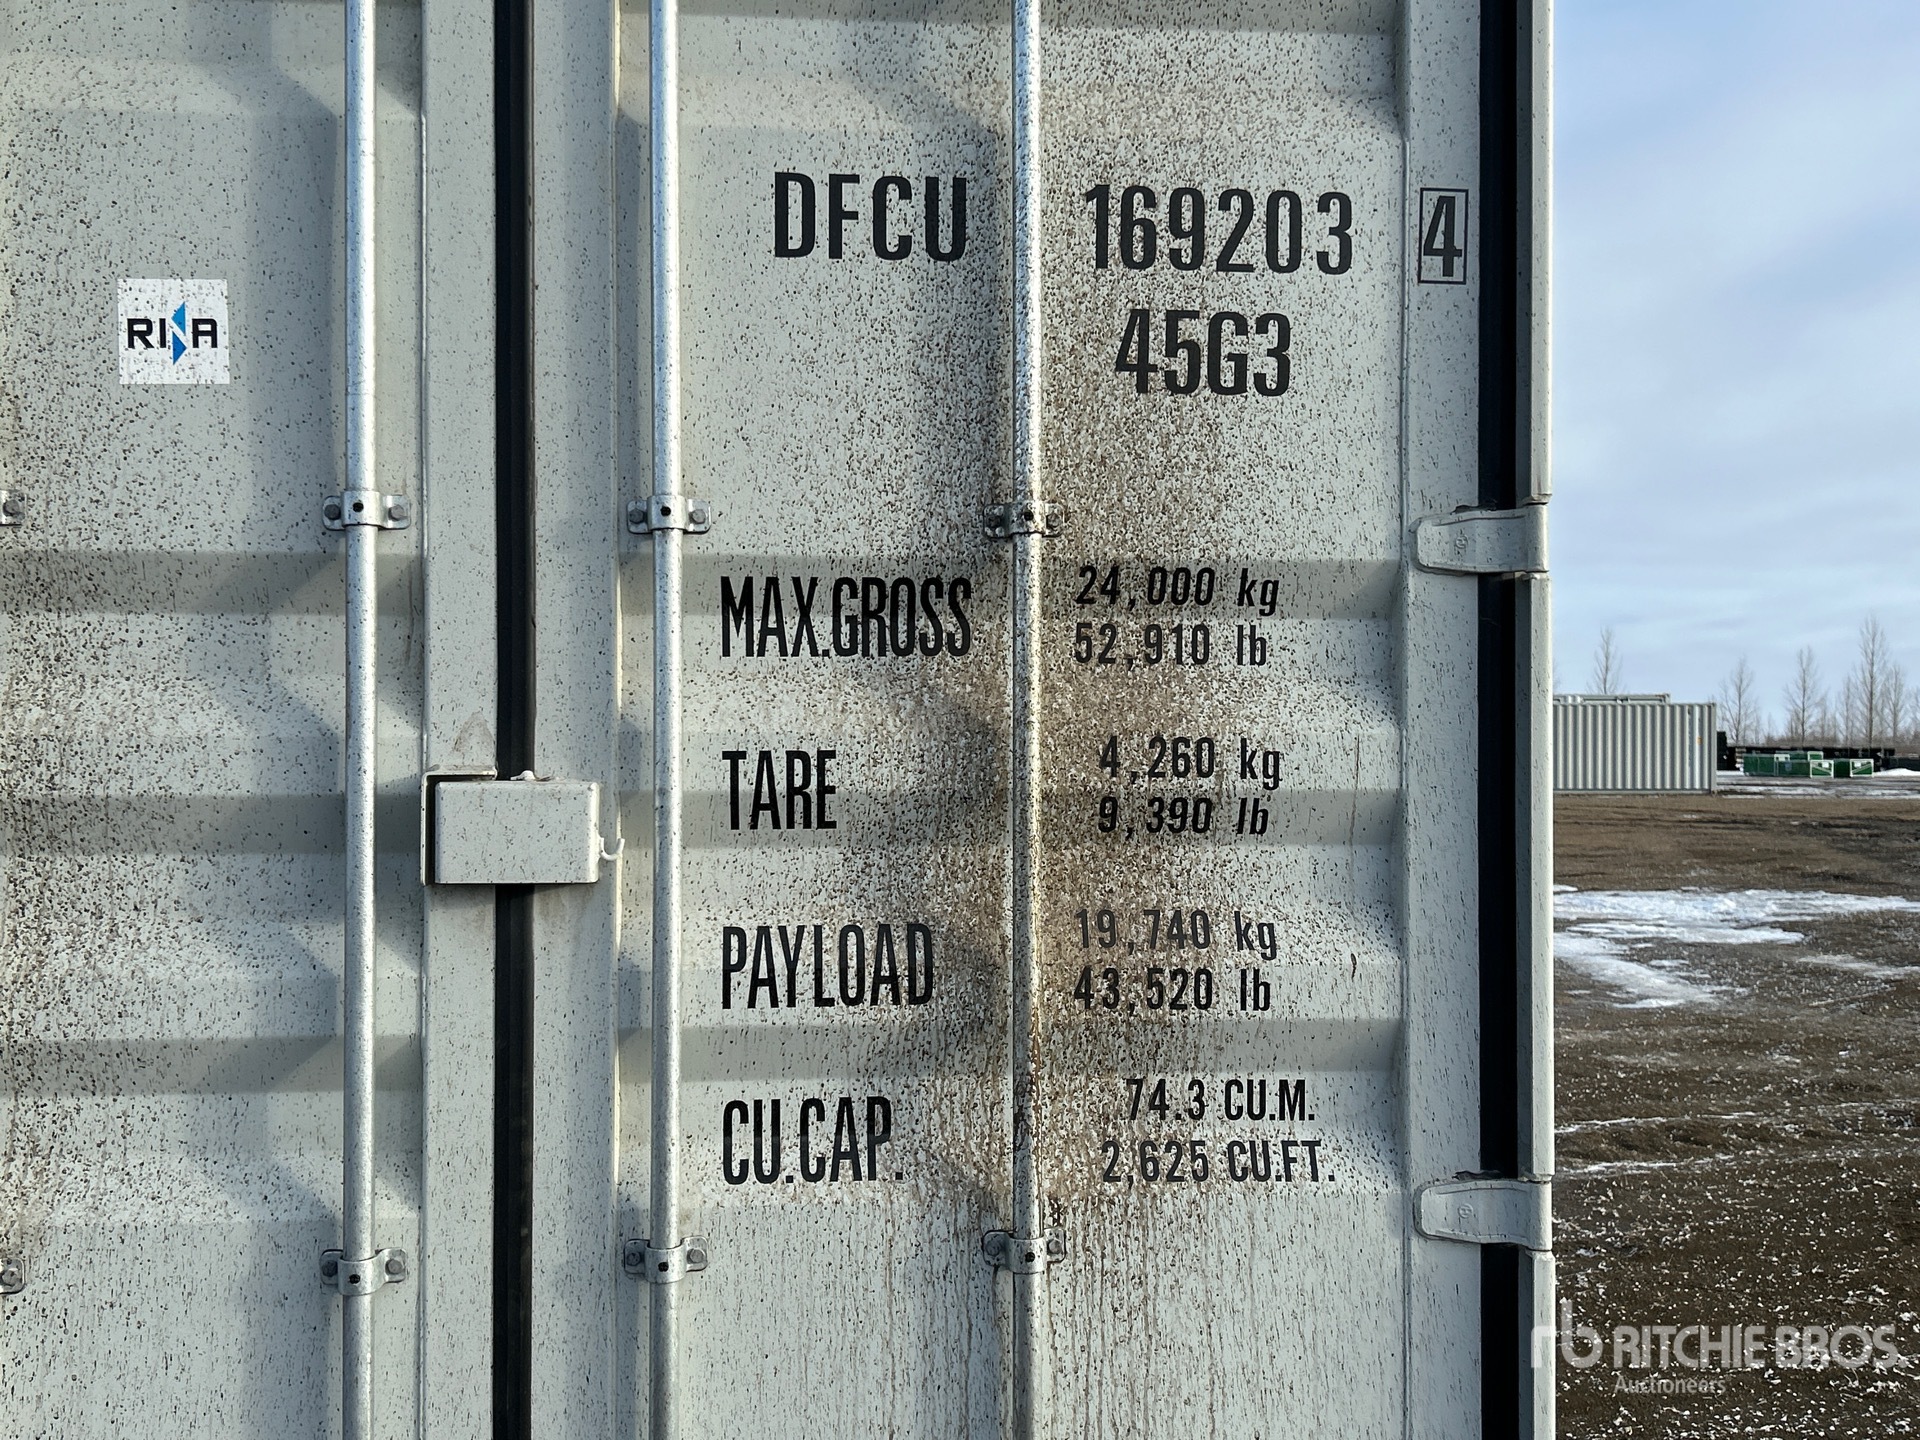 RINA
DFCU 169203 4
45G3
MAX.GROSS 24,000 kg
52,910 lb
TARE 4,260 kg
9,390 lb
PAYLOAD 19,740 kg
43,520 lb
CU.CAP. 74.3 CU.M.
2,625 CU.FT.
rb RITCHIE BROS.
Auctioneers